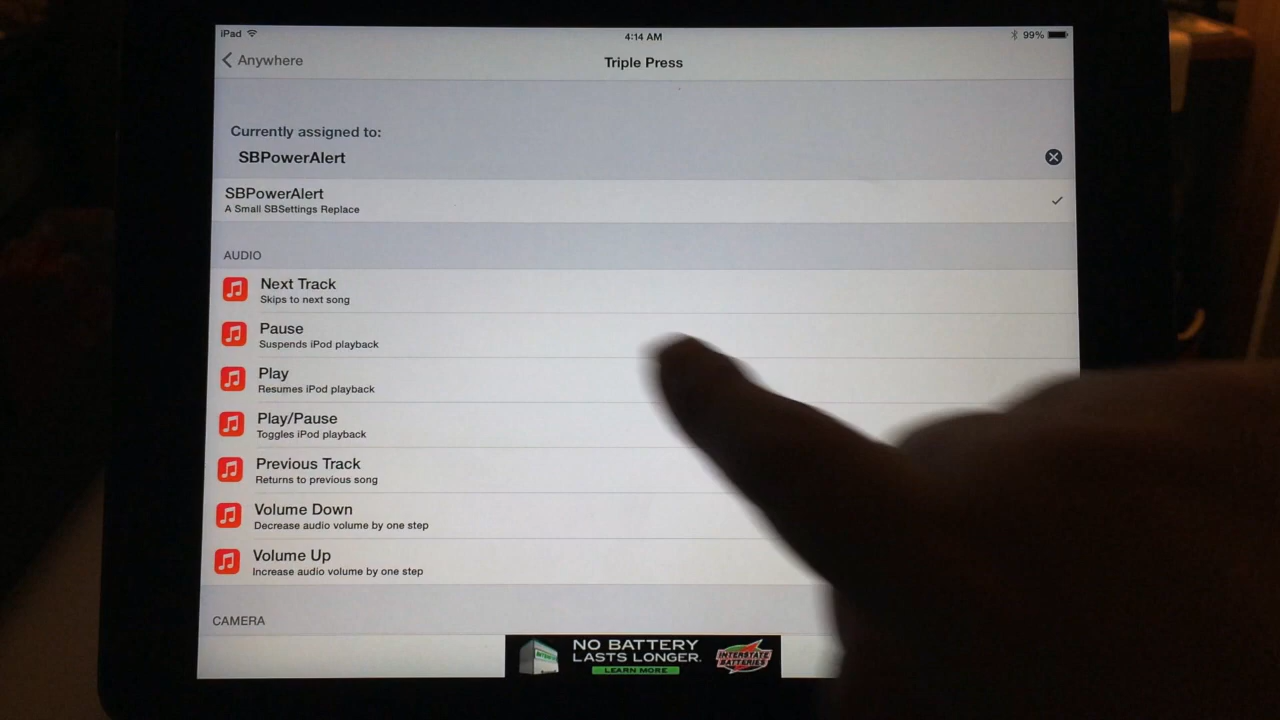 iPad
4:14 AM
99%
Anywhere
Triple Press
Currently assigned to:
SBPowerAlert
SBPowerAlert
A Small SBSettings Replace
AUDIO
Next Track
Skips to next song
Pause
Suspends iPod playback
Play
Resumes iPod playback
Play/Pause
Toggles iPod playback
Previous Track
Returns to previous song
Volume Down
Decrease audio volume by one step
Volume Up
Increase audio volume by one step
CAMERA
NO BATTERY
LASTS LONGER.
LEARN MORE
INTERSTATE
BATTERIES